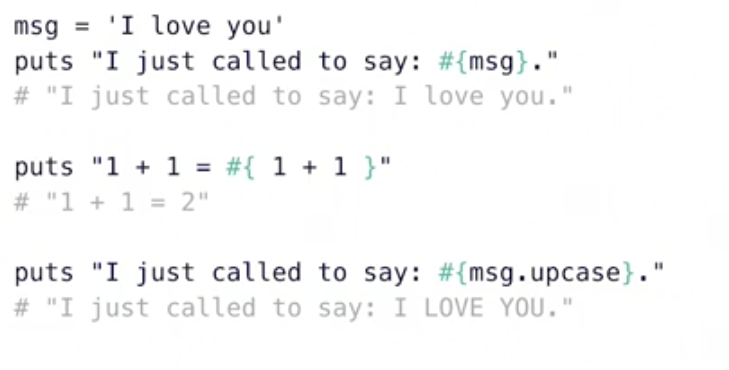 msg = 'I love you'
puts "I just called to say: #{msg}."
# "I just called to say: I love you."
puts "1 + 1 = #{ 1 + 1 }"
# "1 + 1 = 2"
puts "I just called to say: #{msg.upcase}."
# "I just called to say: I LOVE YOU."